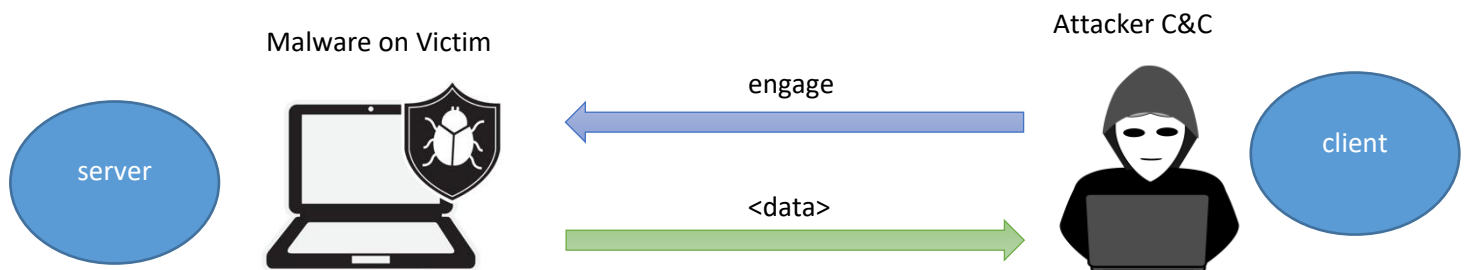 Malware on Victim
Attacker C&C
engage
server
client
<data>